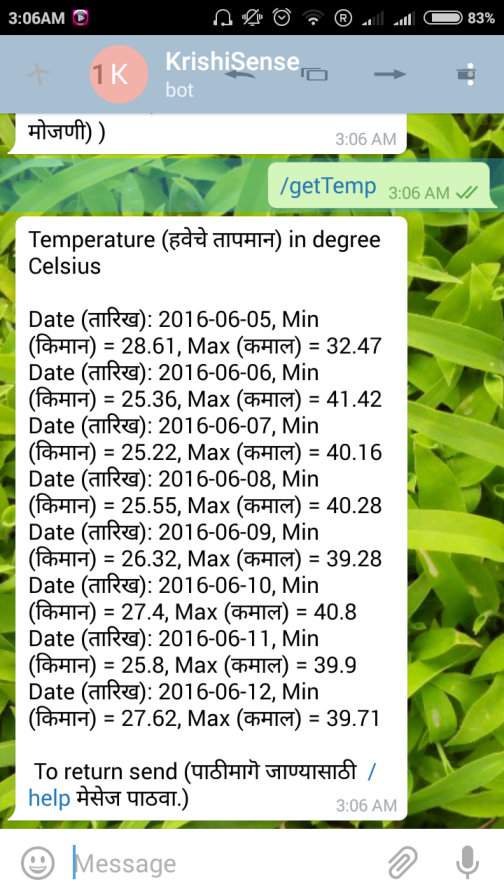 3:06AM
83%
1 K KrishiSense
bot
मोजणी) )
3:06 AM
/getTemp 3:06 AM
Temperature (हवेचे तापमान) in degree
Celsius
Date (तारिख): 2016-06-05, Min
(किमान) = 28.61, Max (कमाल) = 32.47
Date (तारिख): 2016-06-06, Min
(किमान) = 25.36, Max (कमाल) = 41.42
Date (तारिख): 2016-06-07, Min
(किमान) = 25.22, Max (कमाल) = 40.16
Date (तारिख): 2016-06-08, Min
(किमान) = 25.55, Max (कमाल) = 40.28
Date (तारिख): 2016-06-09, Min
(किमान) = 26.32, Max (कमाल) = 39.28
Date (तारिख): 2016-06-10, Min
(किमान) = 27.4, Max (कमाल) = 40.8
Date (तारिख): 2016-06-11, Min
(किमान) = 25.8, Max (कमाल) = 39.9
Date (तारिख): 2016-06-12, Min
(किमान) = 27.62, Max (कमाल) = 39.71
To return send (पाठीमागॆ जाण्यासाठी /
help मेसेज पाठवा.)
3:06 AM
Message